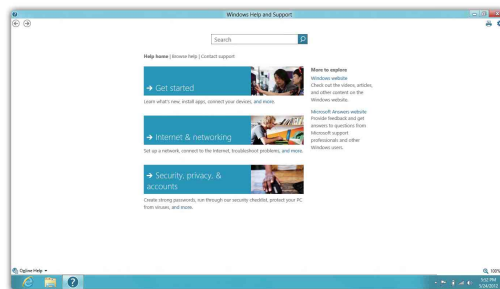 Windows Help and Support
Search
Help home | Browse help | Contact support
→ Get started
Learn what's new, install apps, connect your devices, and more.
→ Internet & networking
Set up a network, connect to the Internet, troubleshoot problems, and more.
→ Security, privacy, &
accounts
Create strong passwords, run through our security checklist, protect your PC
from viruses, and more.
More to explore
Windows website
Check out the videos, articles,
and other content on the
Windows website.
Microsoft Answers website
Provide feedback and get
answers to questions from
Microsoft support
professionals and other
Windows users.
Online Help
100%
5:52 PM